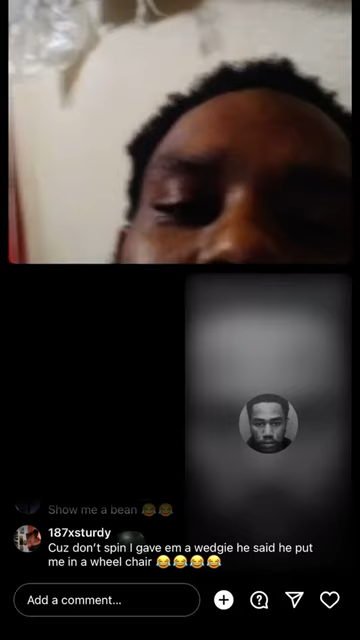 Show me a bean 😂😂
187xsturdy
Cuz don't spin I gave em a wedgie he said he put
me in a wheel chair 😂😂😂😂
Add a comment...